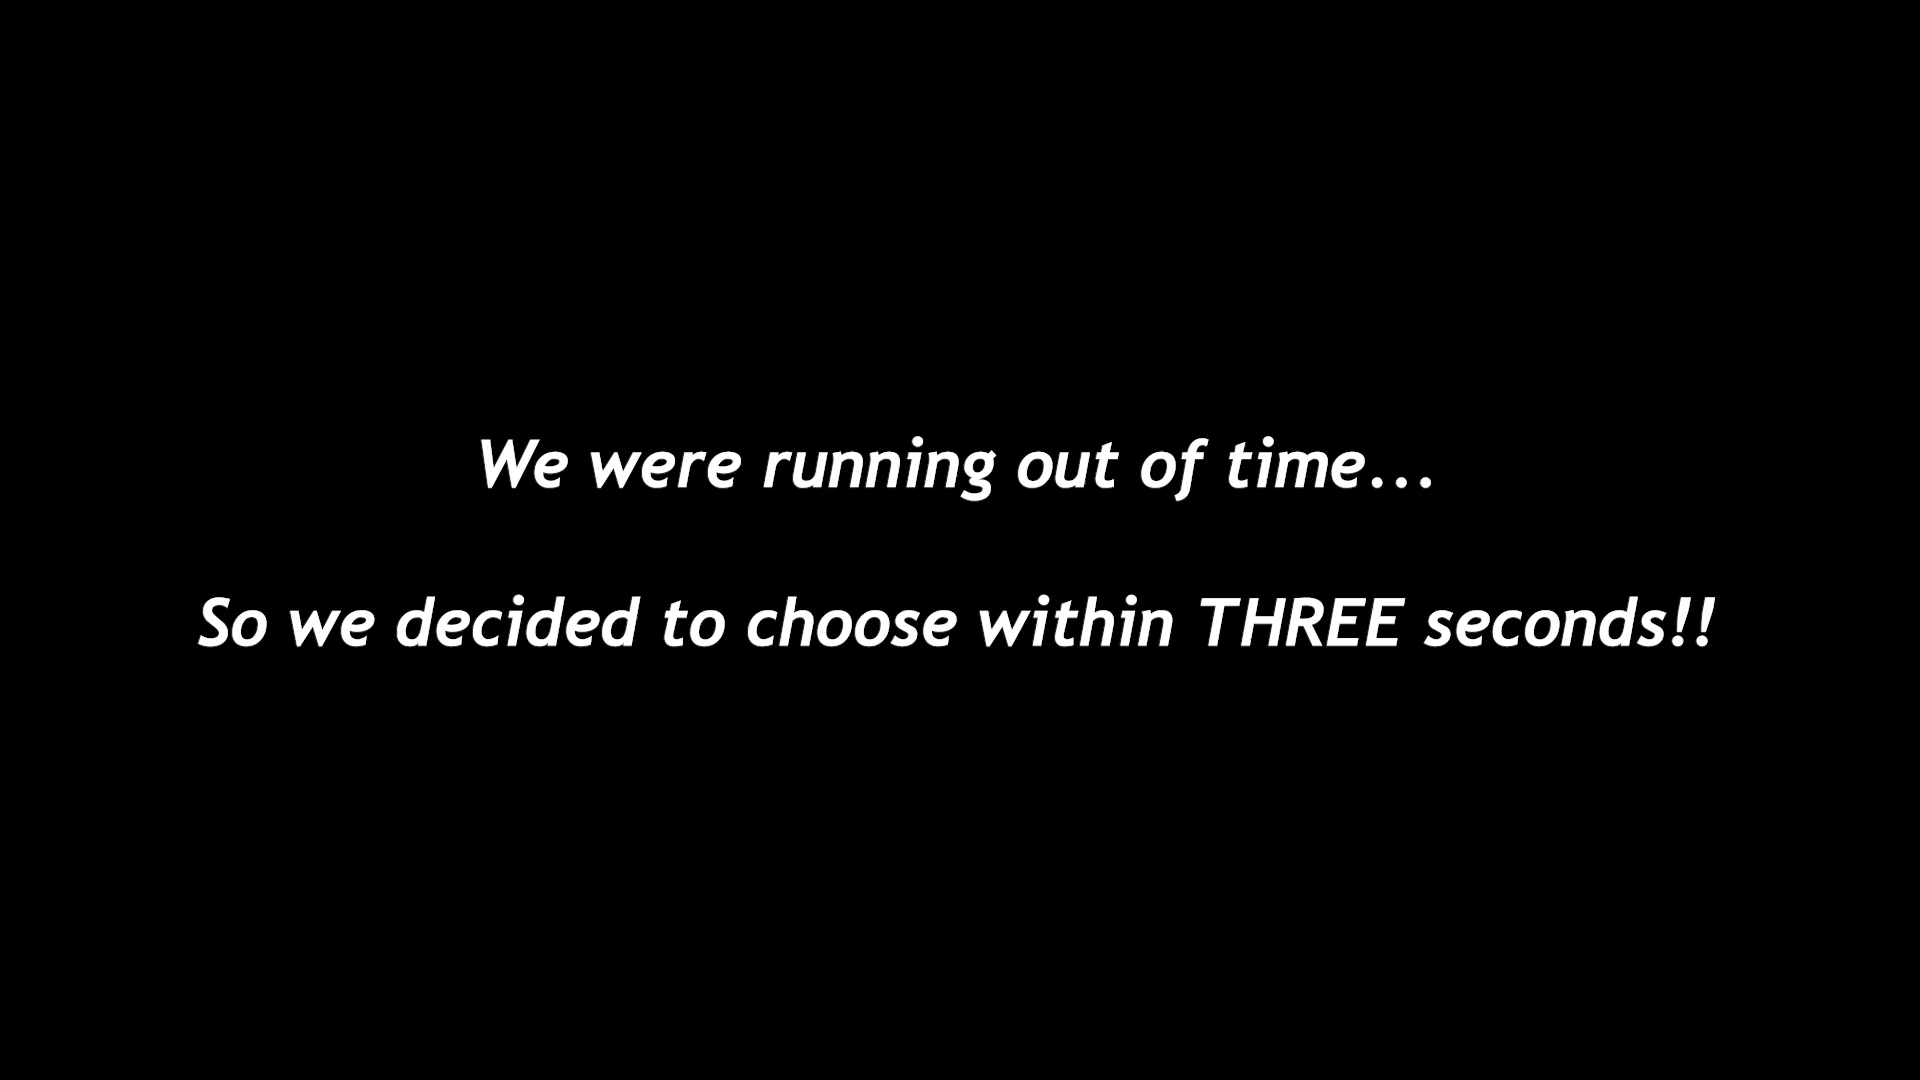 We were running out of time...
So we decided to choose within THREE seconds!!